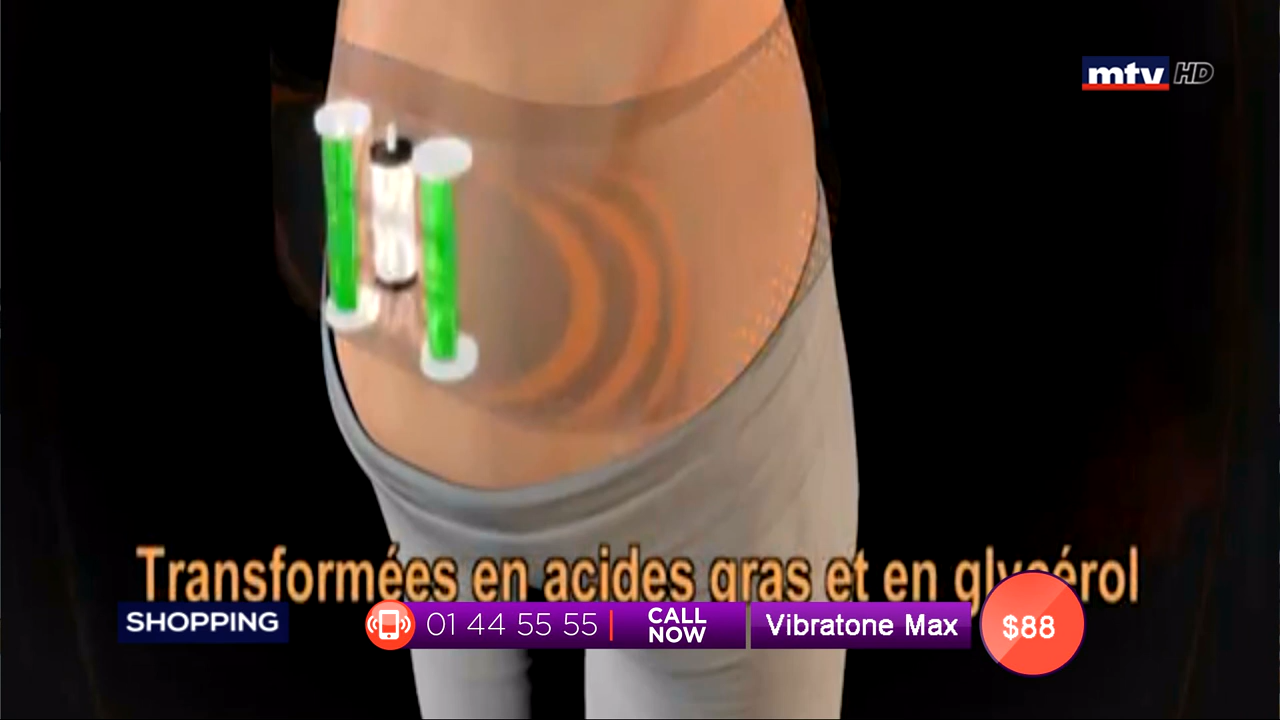 mtv HD
Transformées en acides gras et en glycérol
SHOPPING
01 44 55 55
CALL
NOW
Vibratone Max
$88